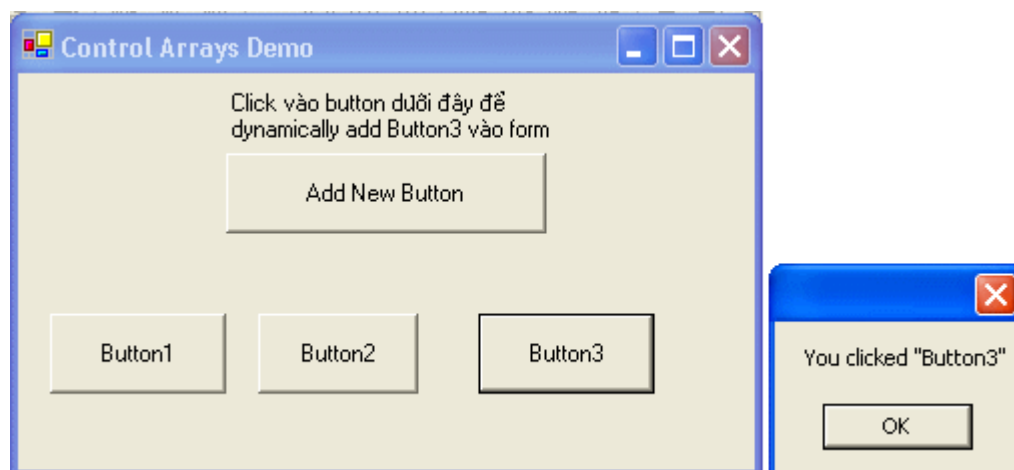 Control Arrays Demo
Click vào button dưới đây để
dynamically add Button3 vào form
Add New Button
Button1
Button2
Button3
You clicked "Button3"
OK